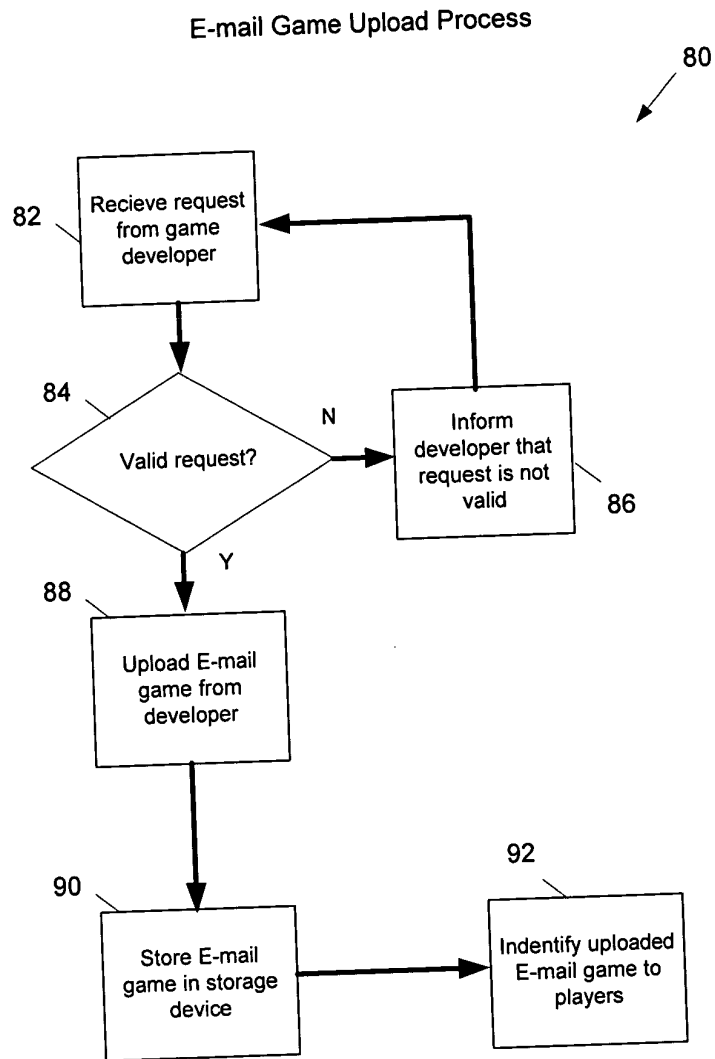 E-mail Game Upload Process
80
82
Recieve request
from game
developer
84
Valid request?
N
Inform
developer that
request is not
valid
86
Y
88
Upload E-mail
game from
developer
90
Store E-mail
game in storage
device
92
Indentify uploaded
E-mail game to
players